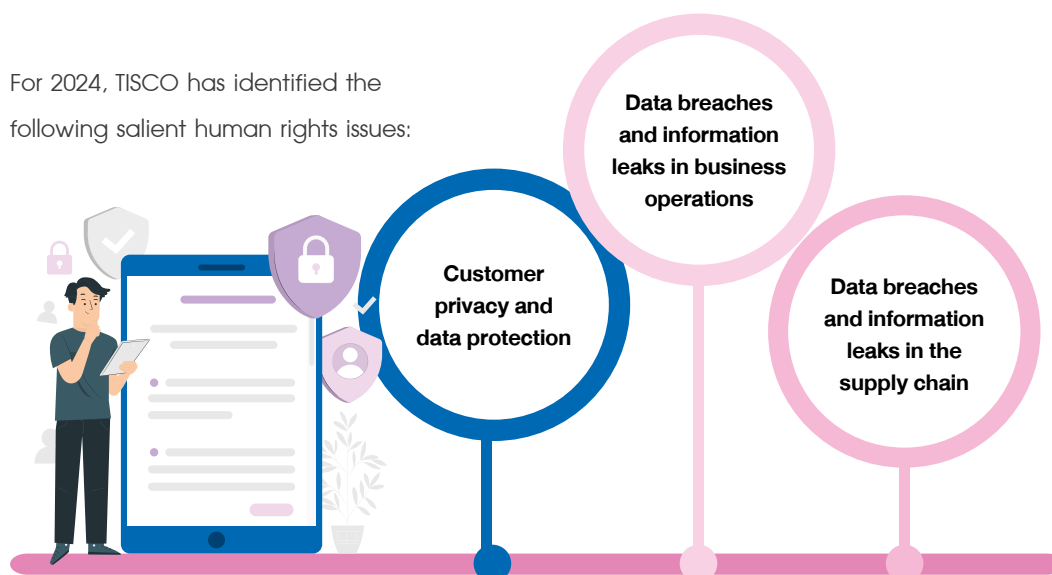 For 2024, TISCO has identified the
following salient human rights issues:
Customer
privacy and
data protection
Data breaches
and information
leaks in business
operations
Data breaches
and information
leaks in the
supply chain